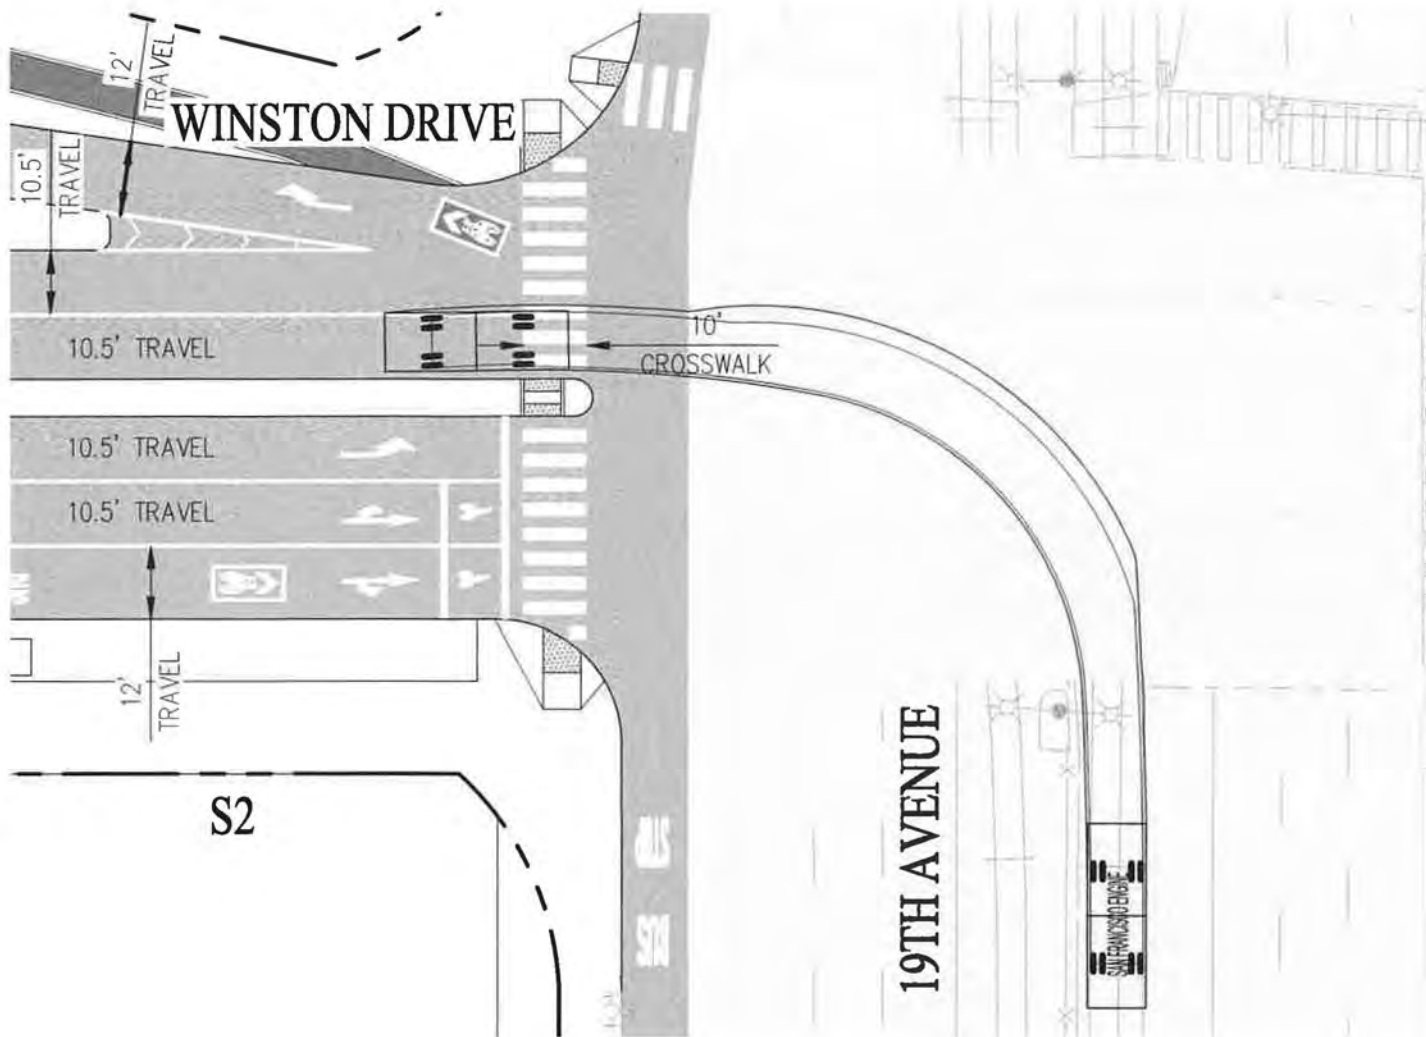 12'
TRAVEL
WINSTON DRIVE
10.5'
TRAVEL
10'
CROSSWALK
10.5' TRAVEL
10.5' TRAVEL
10.5' TRAVEL
12'
TRAVEL
S2
BUS
19TH AVENUE
SAN FRANCISCO ENGINE